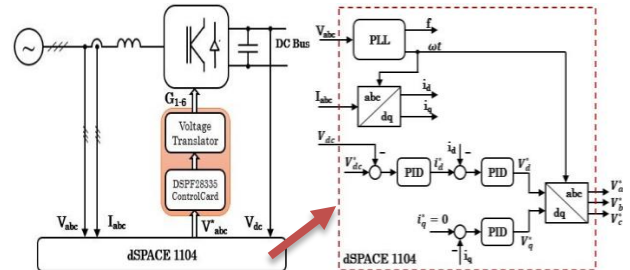 DC Bus
G1-6
Voltage
Translator
DSPF28335
ControlCard
Vabc
Iabc
V*abc
Vdc
dSPACE 1104
Vabc
PLL
f
ωt
Iabc
abc
dq
id
iq
Vdc
−
V*dc
PID
i*d
id
−
PID
V*d
abc
dq
V*a
V*b
V*c
i*q = 0
−
iq
PID
V*q
dSPACE 1104